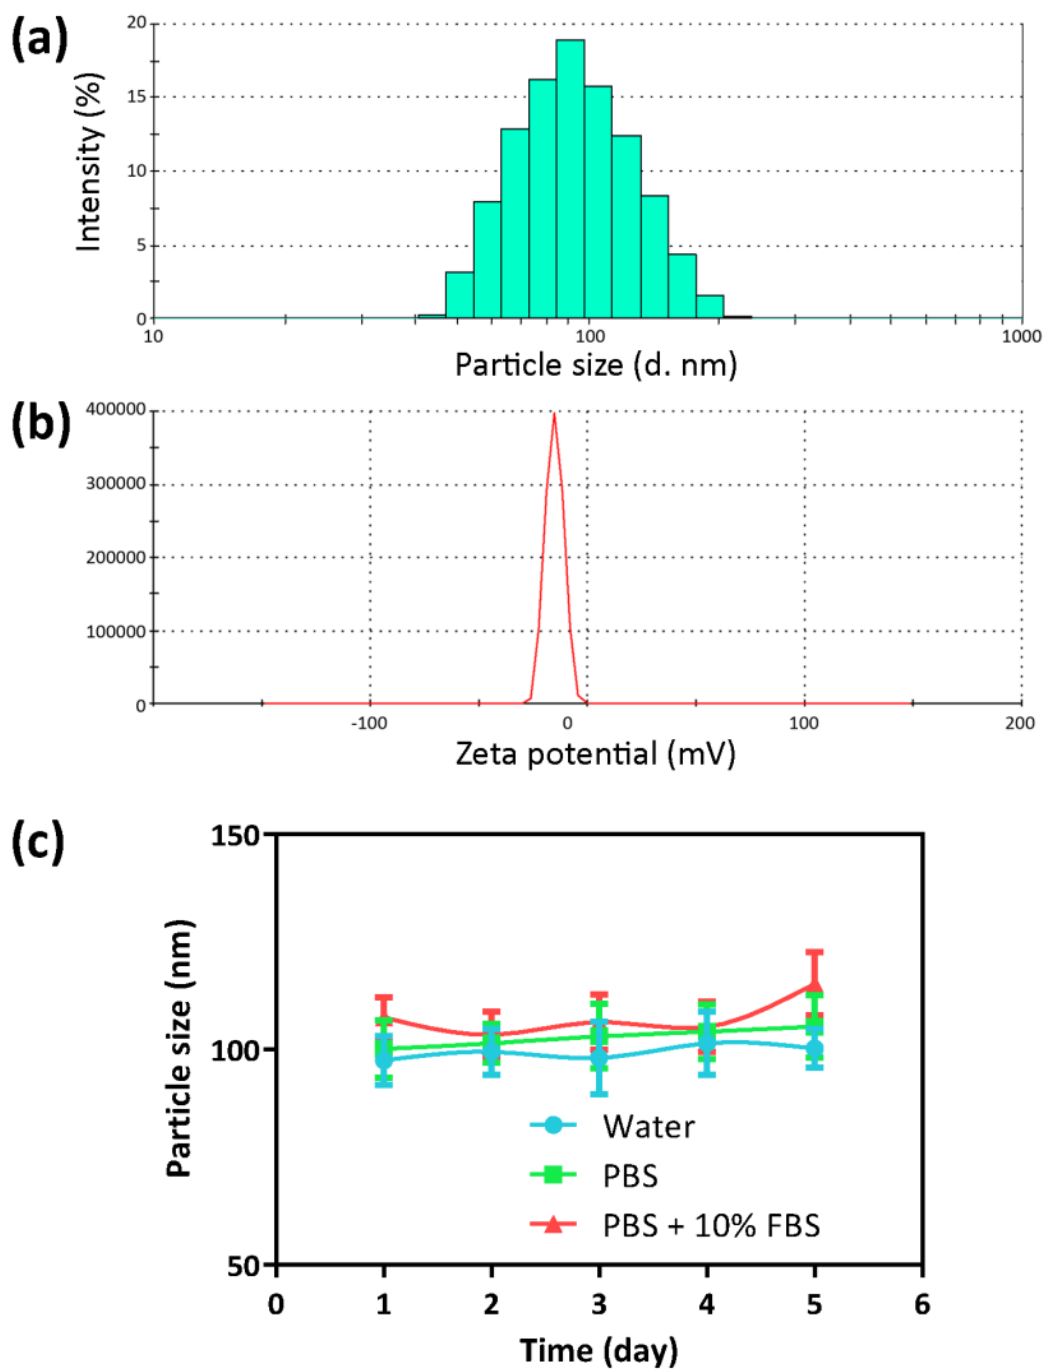 (a)
20
15
10
5
0
Intensity (%)
10
100
1000
Particle size (d. nm)
(b)
400000
300000
200000
100000
0
-100
0
100
200
Zeta potential (mV)
(c)
150
100
50
Particle size (nm)
Water
PBS
PBS + 10% FBS
0
1
2
3
4
5
6
Time (day)